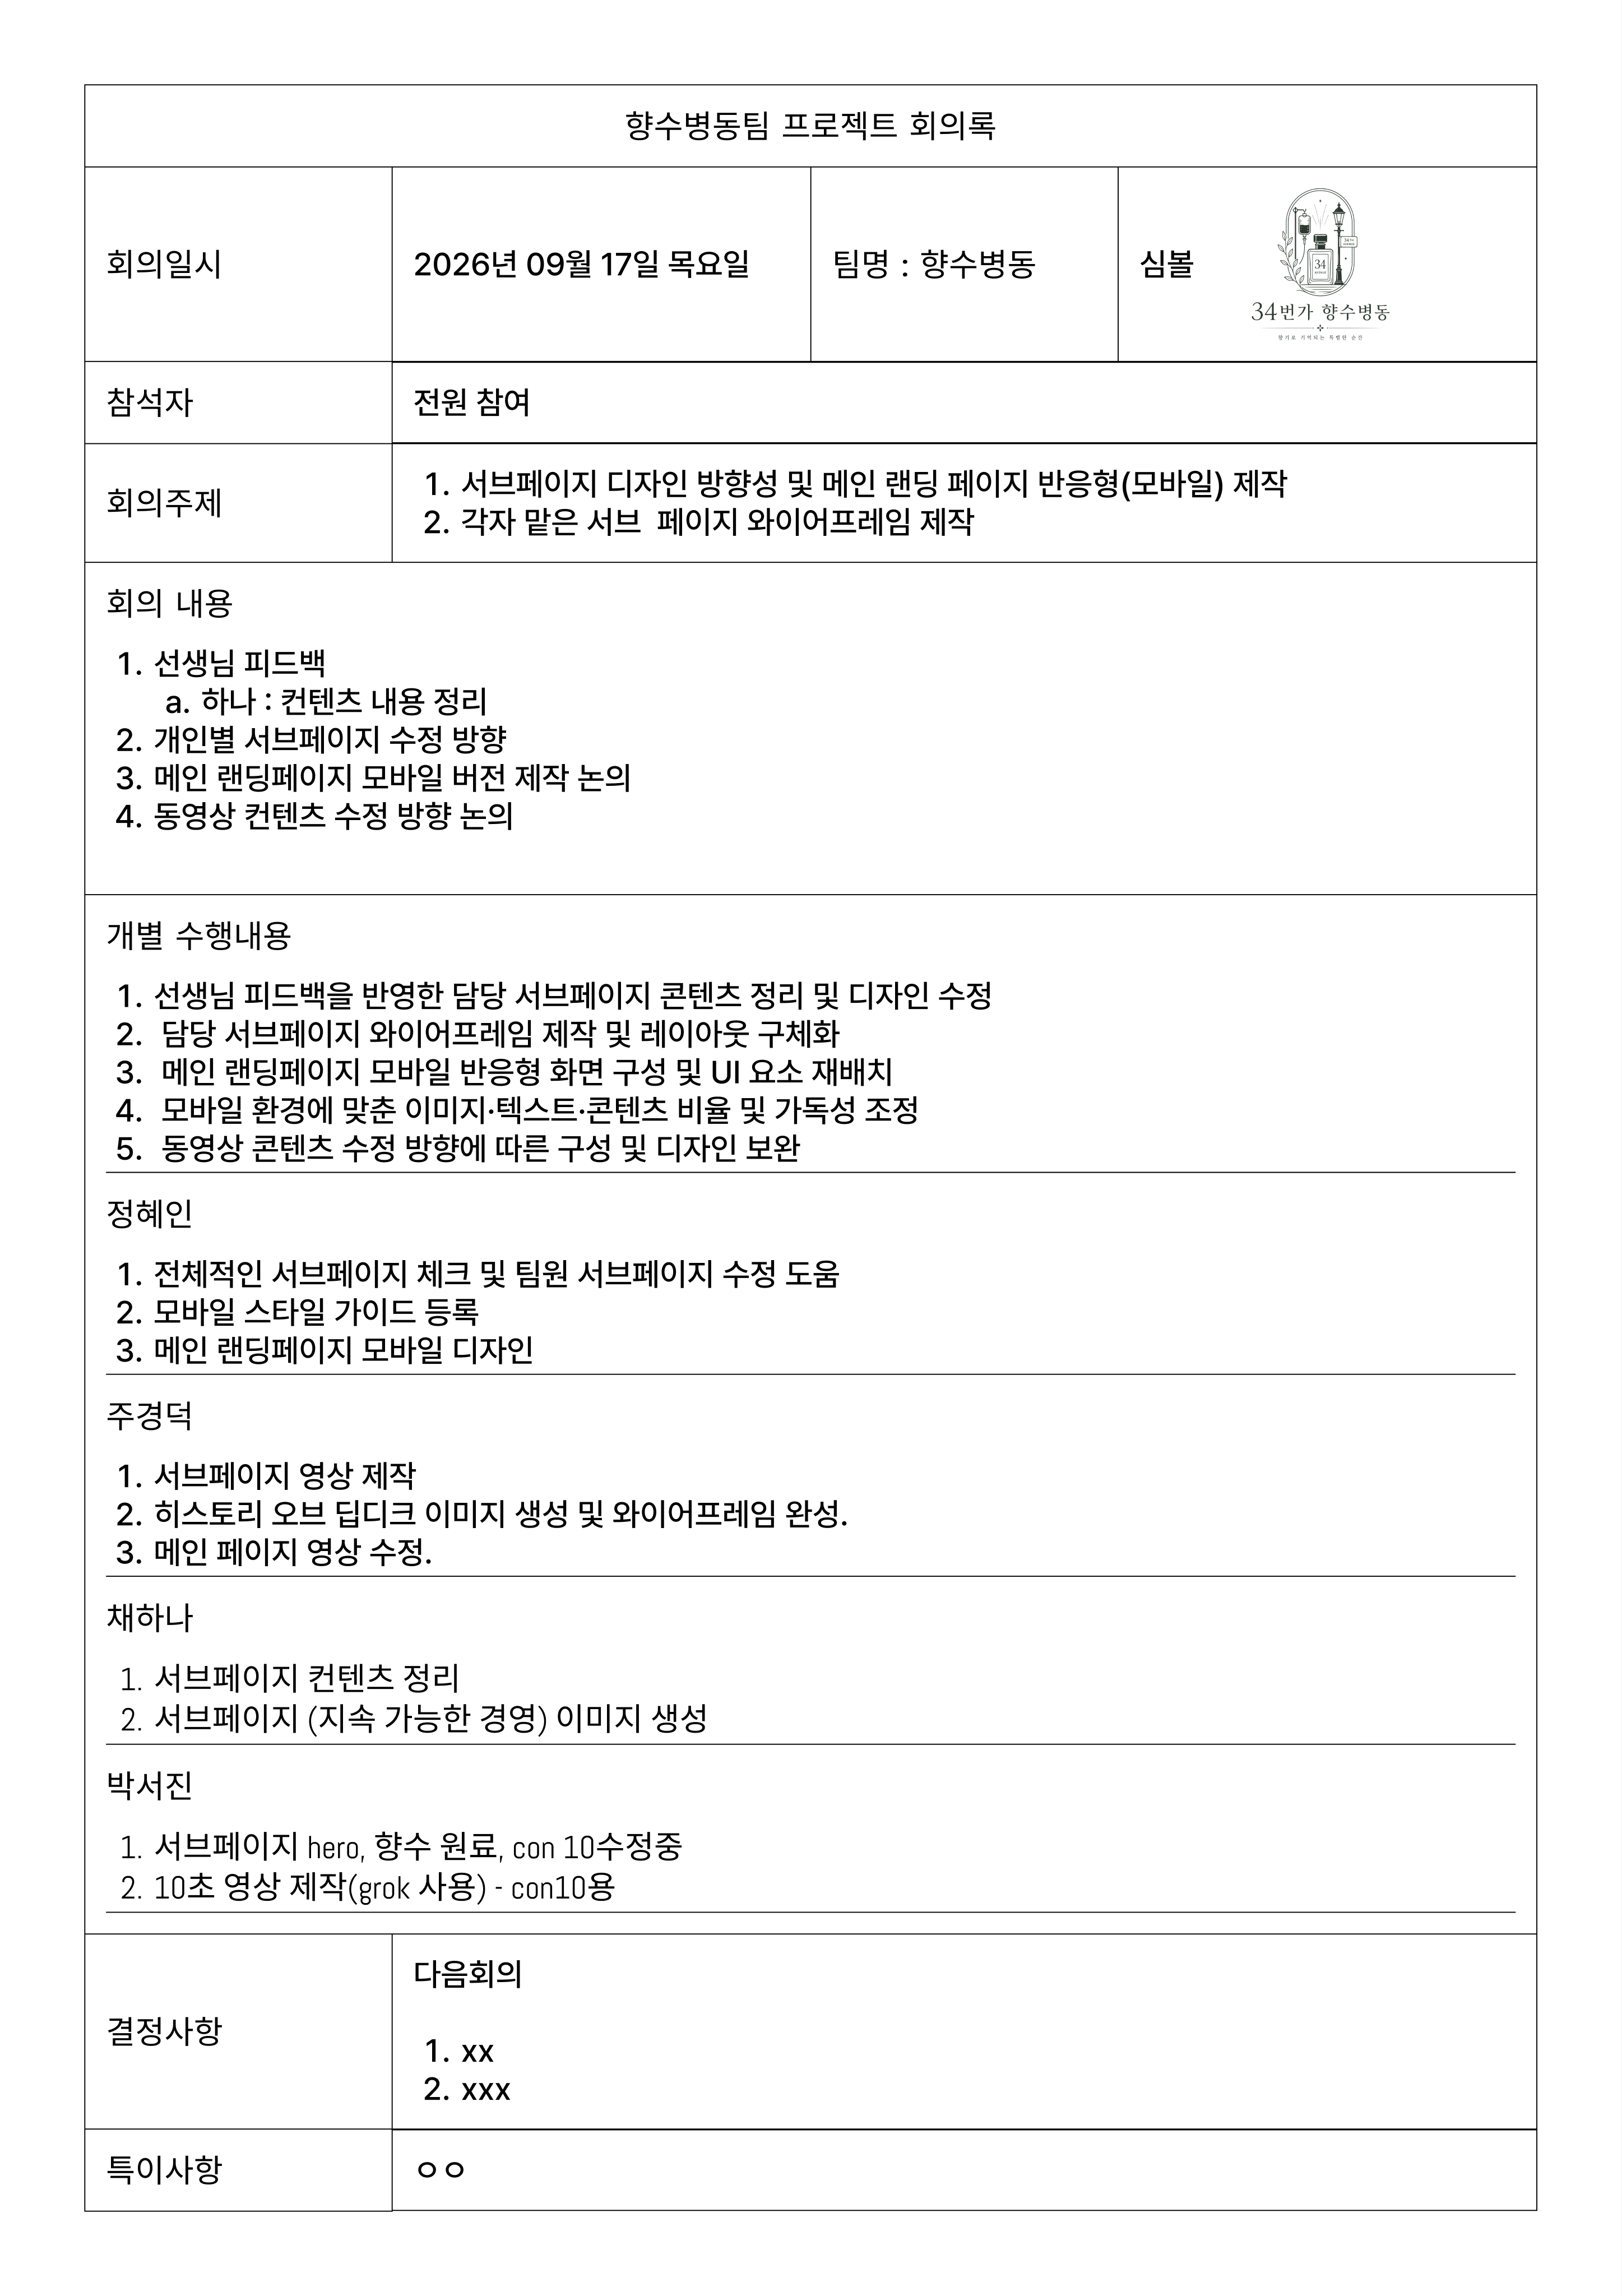 향수병동팀 프로젝트 회의록
회의일시
2026년 09월 17일 목요일
팀명 : 향수병동
심볼
34
34번가 향수병동
향기로 기억되는 특별한 순간
참석자
전원 참여
회의주제
1. 서브페이지 디자인 방향성 및 메인 랜딩 페이지 반응형(모바일) 제작
2. 각자 맡은 서브  페이지 와이어프레임 제작
회의 내용
1. 선생님 피드백
a. 하나 : 컨텐츠 내용 정리
2. 개인별 서브페이지 수정 방향
3. 메인 랜딩페이지 모바일 버전 제작 논의
4. 동영상 컨텐츠 수정 방향 논의
개별 수행내용
1. 선생님 피드백을 반영한 담당 서브페이지 콘텐츠 정리 및 디자인 수정
2.  담당 서브페이지 와이어프레임 제작 및 레이아웃 구체화
3.  메인 랜딩페이지 모바일 반응형 화면 구성 및 UI 요소 재배치
4.  모바일 환경에 맞춘 이미지·텍스트·콘텐츠 비율 및 가독성 조정
5.  동영상 콘텐츠 수정 방향에 따른 구성 및 디자인 보완
정혜인
1. 전체적인 서브페이지 체크 및 팀원 서브페이지 수정 도움
2. 모바일 스타일 가이드 등록
3. 메인 랜딩페이지 모바일 디자인
주경덕
1. 서브페이지 영상 제작
2. 히스토리 오브 딥디크 이미지 생성 및 와이어프레임 완성.
3. 메인 페이지 영상 수정.
채하나
1. 서브페이지 컨텐츠 정리
2. 서브페이지 (지속 가능한 경영) 이미지 생성
박서진
1. 서브페이지 hero, 향수 원료, con 10수정중
2. 10초 영상 제작(grok 사용) - con10용
결정사항
다음회의
1. xx
2. xxx
특이사항
ㅇㅇ